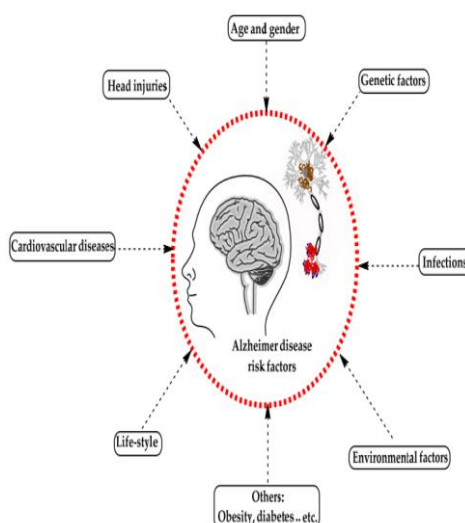 Age and gender
Head injuries
Genetic factors
Cardiovascular diseases
Infections
Alzheimer disease
risk factors
Life-style
Environmental factors
Others:
Obesity, diabetes .. etc.